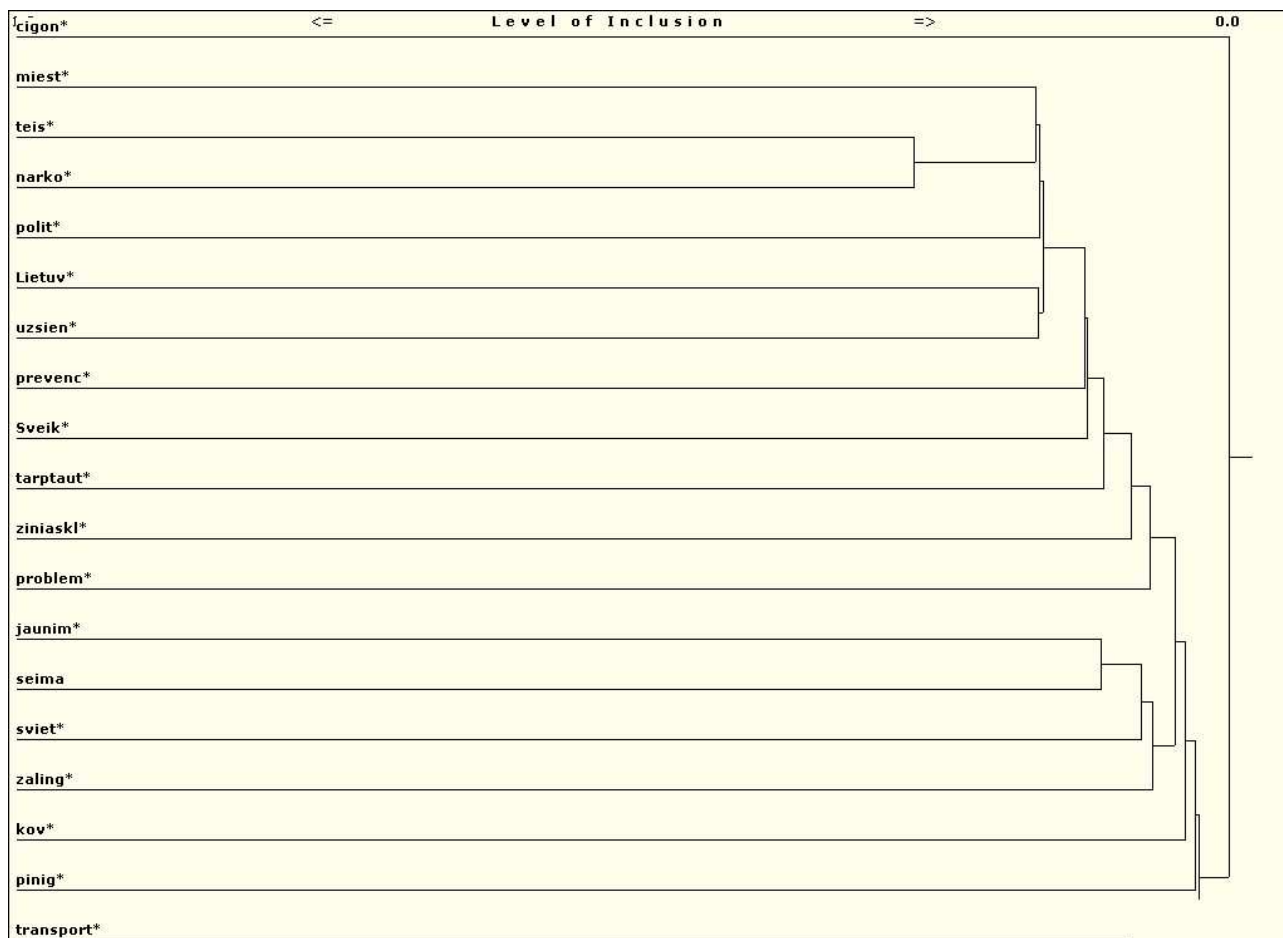 <= Level of Inclusion => 0.0
cigon*
miest*
teis*
narko*
polit*
Lietuv*
uzsien*
prevenc*
Sveik*
tarptaut*
ziniaskl*
problem*
jaunim*
seima
sviet*
zaling*
kov*
pinig*
transport*